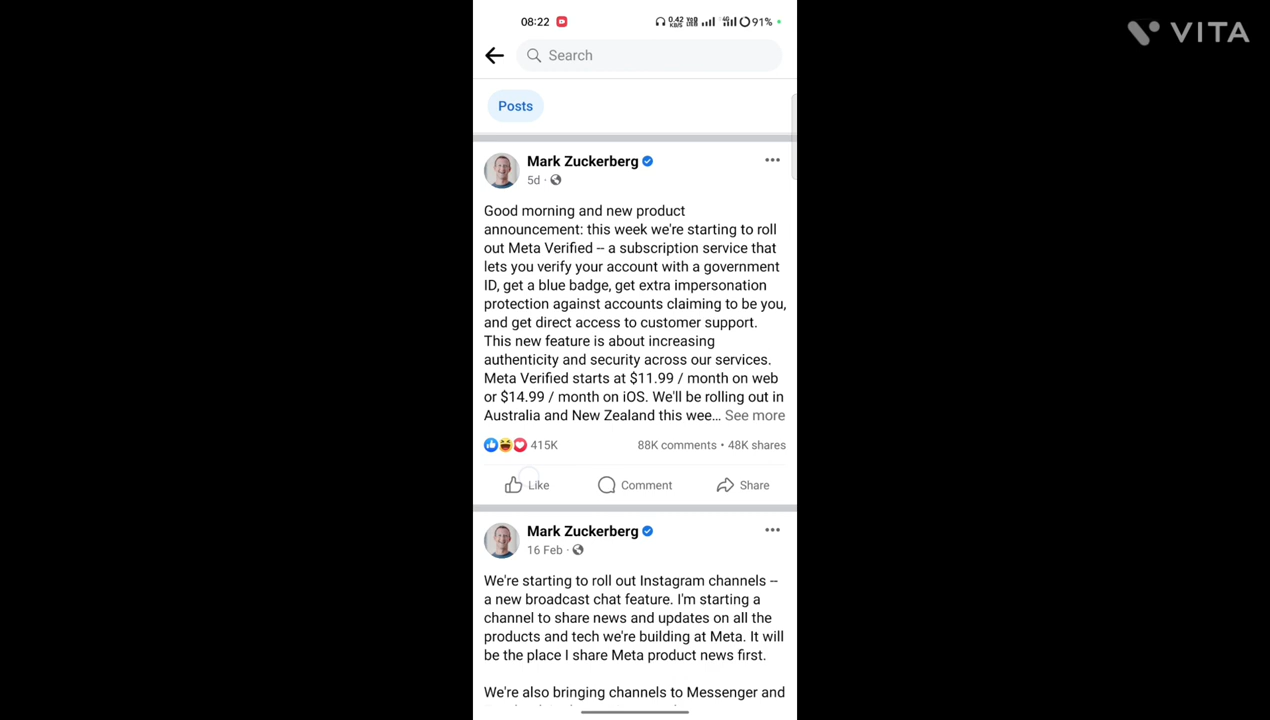 08:22 91%
VITA
Search
Posts
Mark Zuckerberg
5d ·
Good morning and new product
announcement: this week we're starting to roll
out Meta Verified -- a subscription service that
lets you verify your account with a government
ID, get a blue badge, get extra impersonation
protection against accounts claiming to be you,
and get direct access to customer support.
This new feature is about increasing
authenticity and security across our services.
Meta Verified starts at $11.99 / month on web
or $14.99 / month on iOS. We'll be rolling out in
Australia and New Zealand this wee... See more
415K 88K comments • 48K shares
Like Comment Share
Mark Zuckerberg
16 Feb ·
We're starting to roll out Instagram channels --
a new broadcast chat feature. I'm starting a
channel to share news and updates on all the
products and tech we're building at Meta. It will
be the place I share Meta product news first.
We're also bringing channels to Messenger and